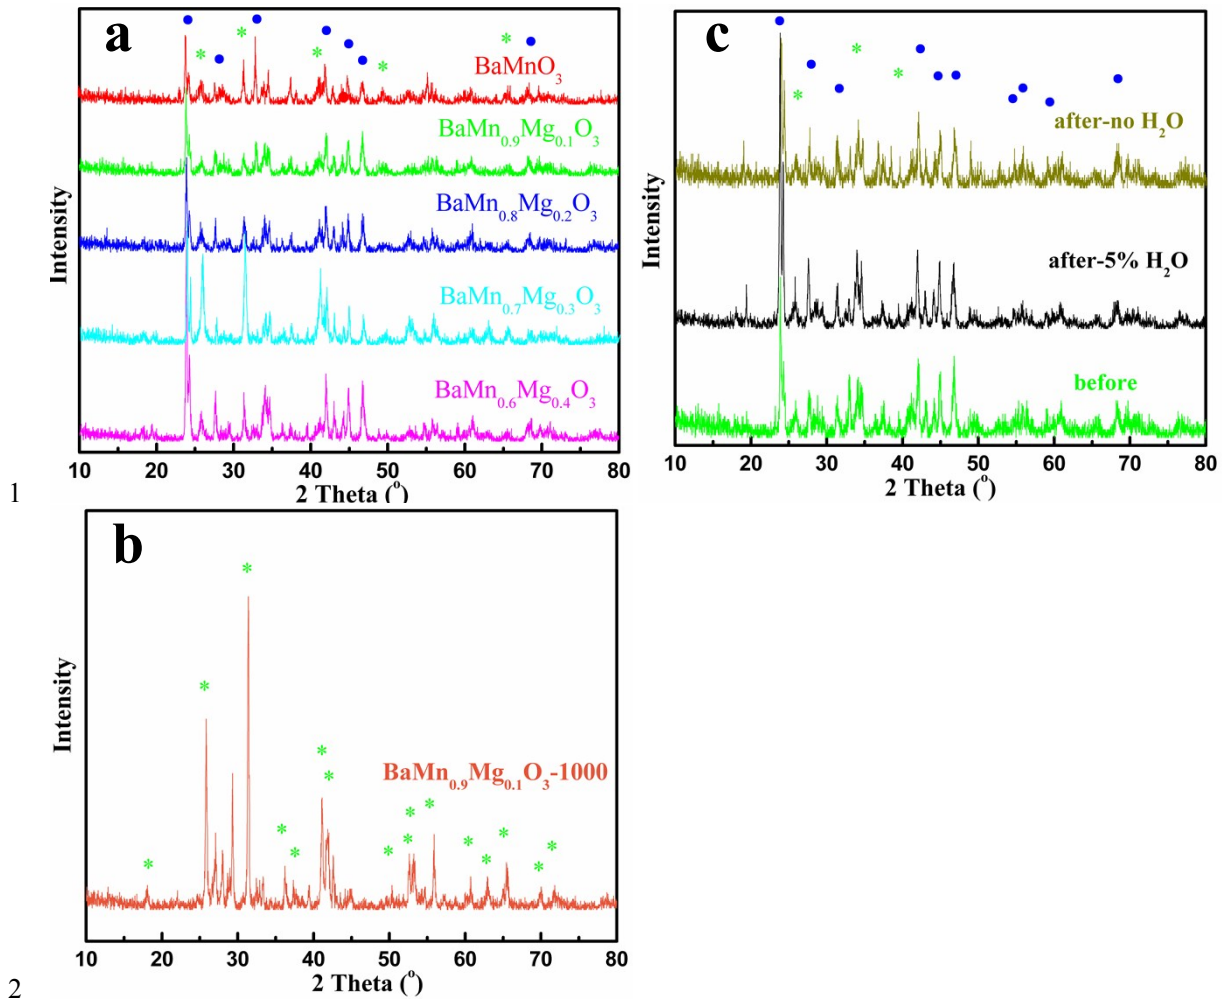 a
BaMnO₃
BaMn₀.₉Mg₀.₁O₃
BaMn₀.₈Mg₀.₂O₃
BaMn₀.₇Mg₀.₃O₃
BaMn₀.₆Mg₀.₄O₃
Intensity
10 20 30 40 50 60 70 80
2 Theta (°)
c
after-no H₂O
after-5% H₂O
before
Intensity
10 20 30 40 50 60 70 80
2 Theta (°)
1
b
BaMn₀.₉Mg₀.₁O₃-1000
Intensity
10 20 30 40 50 60 70 80
2 Theta (°)
2